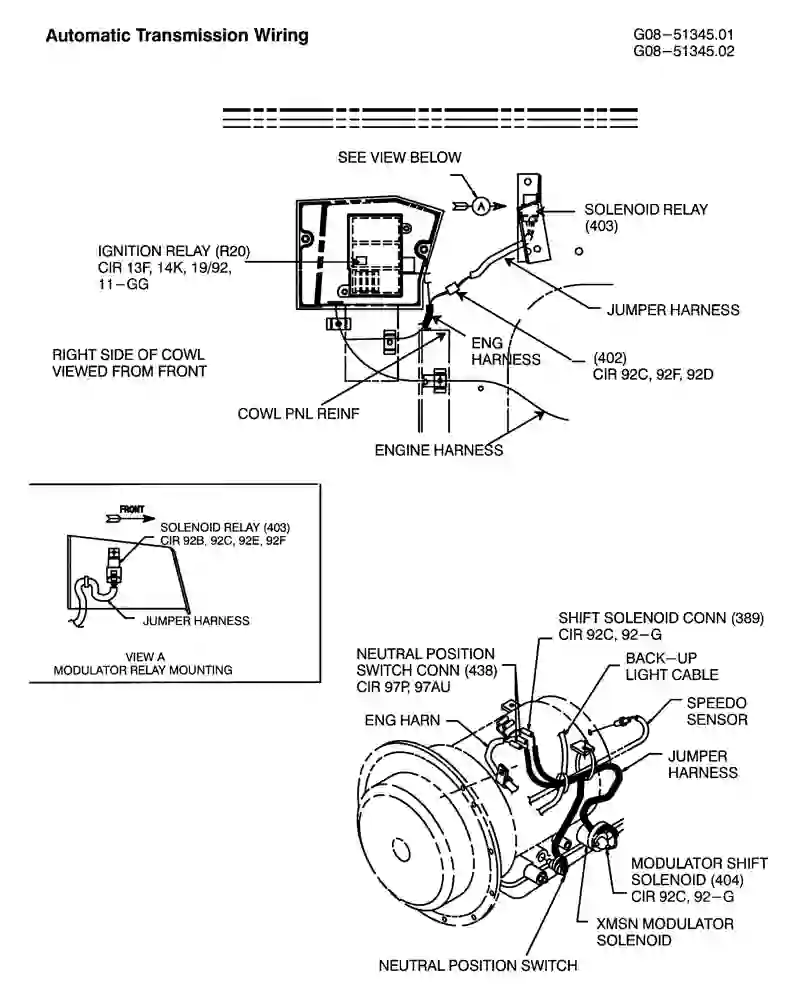 Automatic Transmission Wiring
G08-51345.01
G08-51345.02
SEE VIEW BELOW
A
SOLENOID RELAY
(403)
IGNITION RELAY (R20)
CIR 13F, 14K, 19/92,
11-GG
JUMPER HARNESS
ENG
HARNESS
(402)
CIR 92C, 92F, 92D
RIGHT SIDE OF COWL
VIEWED FROM FRONT
COWL PNL REINF
ENGINE HARNESS
FRONT
SOLENOID RELAY (403)
CIR 92B, 92C, 92E, 92F
JUMPER HARNESS
VIEW A
MODULATOR RELAY MOUNTING
SHIFT SOLENOID CONN (389)
CIR 92C, 92-G
NEUTRAL POSITION
SWITCH CONN (438)
CIR 97P, 97AU
BACK-UP
LIGHT CABLE
ENG HARN
SPEEDO
SENSOR
JUMPER
HARNESS
MODULATOR SHIFT
SOLENOID (404)
CIR 92C, 92-G
XMSN MODULATOR
SOLENOID
NEUTRAL POSITION SWITCH